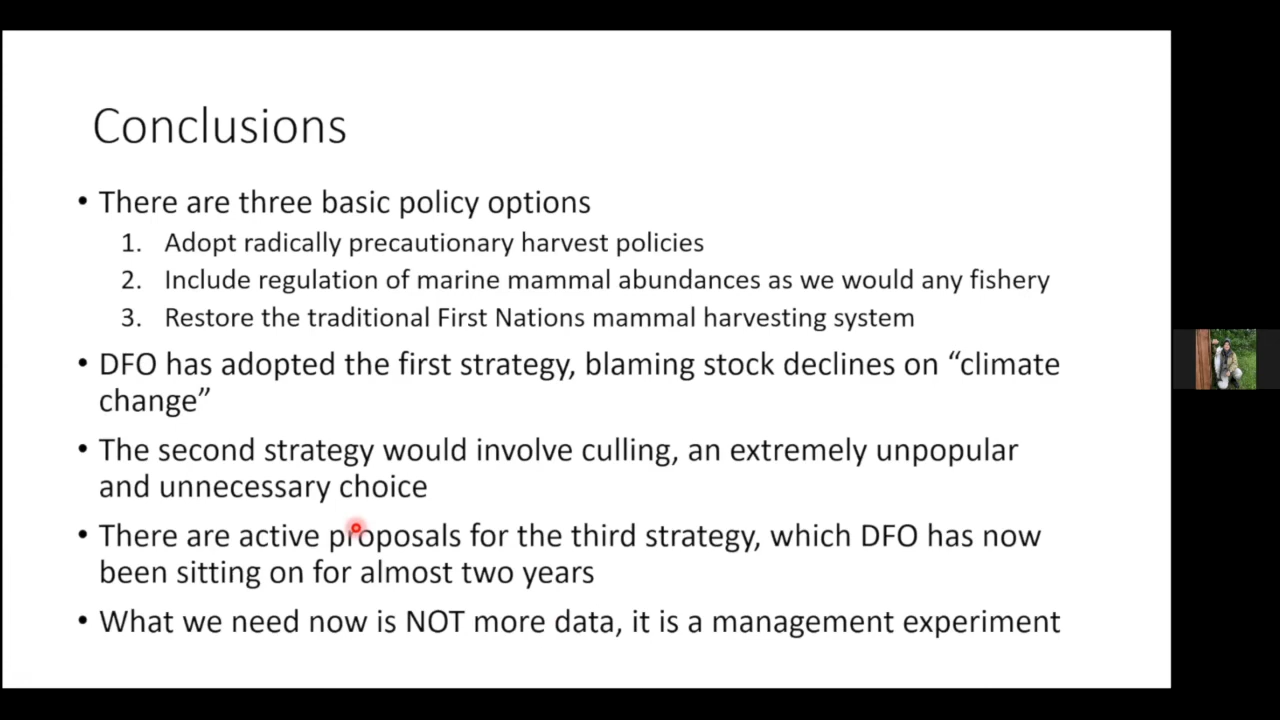 Conclusions
• There are three basic policy options
1. Adopt radically precautionary harvest policies
2. Include regulation of marine mammal abundances as we would any fishery
3. Restore the traditional First Nations mammal harvesting system
• DFO has adopted the first strategy, blaming stock declines on “climate
change”
• The second strategy would involve culling, an extremely unpopular
and unnecessary choice
• There are active proposals for the third strategy, which DFO has now
been sitting on for almost two years
• What we need now is NOT more data, it is a management experiment